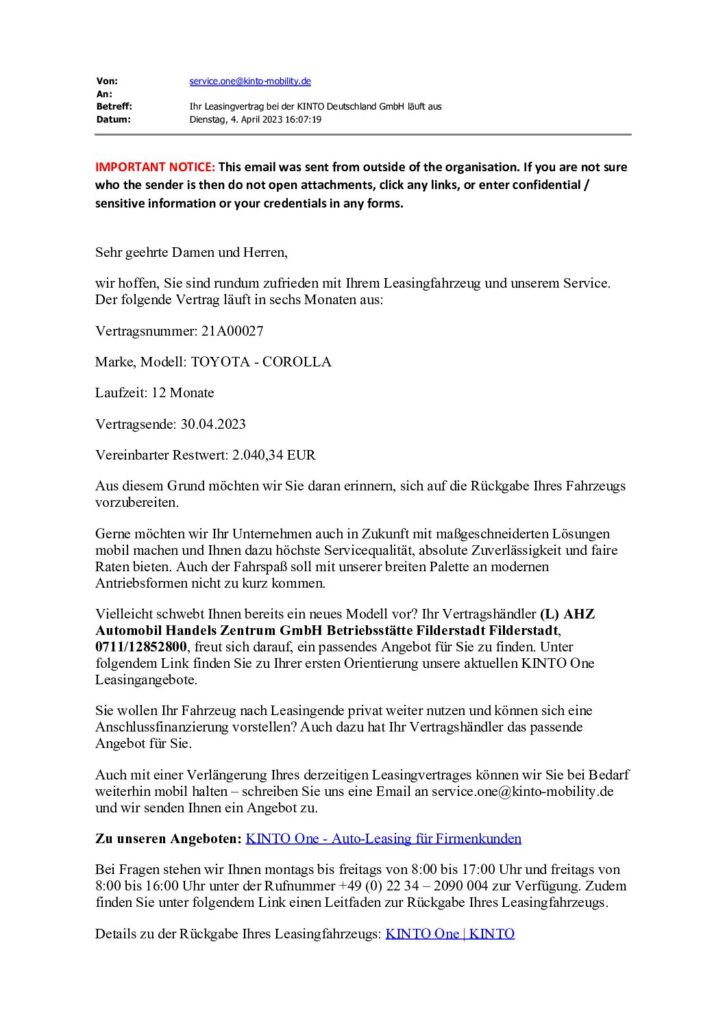 Von: service.one@kinto-mobility.de
An:
Betreff: Ihr Leasingvertrag bei der KINTO Deutschland GmbH läuft aus
Datum: Dienstag, 4. April 2023 16:07:19
IMPORTANT NOTICE: This email was sent from outside of the organisation. If you are not sure
who the sender is then do not open attachments, click any links, or enter confidential /
sensitive information or your credentials in any forms.
Sehr geehrte Damen und Herren,
wir hoffen, Sie sind rundum zufrieden mit Ihrem Leasingfahrzeug und unserem Service.
Der folgende Vertrag läuft in sechs Monaten aus:
Vertragsnummer: 21A00027
Marke, Modell: TOYOTA - COROLLA
Laufzeit: 12 Monate
Vertragsende: 30.04.2023
Vereinbarter Restwert: 2.040,34 EUR
Aus diesem Grund möchten wir Sie daran erinnern, sich auf die Rückgabe Ihres Fahrzeugs
vorzubereiten.
Gerne möchten wir Ihr Unternehmen auch in Zukunft mit maßgeschneiderten Lösungen
mobil machen und Ihnen dazu höchste Servicequalität, absolute Zuverlässigkeit und faire
Raten bieten. Auch der Fahrspaß soll mit unserer breiten Palette an modernen
Antriebsformen nicht zu kurz kommen.
Vielleicht schwebt Ihnen bereits ein neues Modell vor? Ihr Vertragshändler (L) AHZ
Automobil Handels Zentrum GmbH Betriebsstätte Filderstadt Filderstadt,
0711/12852800, freut sich darauf, ein passendes Angebot für Sie zu finden. Unter
folgendem Link finden Sie zu Ihrer ersten Orientierung unsere aktuellen KINTO One
Leasingangebote.
Sie wollen Ihr Fahrzeug nach Leasingende privat weiter nutzen und können sich eine
Anschlussfinanzierung vorstellen? Auch dazu hat Ihr Vertragshändler das passende
Angebot für Sie.
Auch mit einer Verlängerung Ihres derzeitigen Leasingvertrages können wir Sie bei Bedarf
weiterhin mobil halten – schreiben Sie uns eine Email an service.one@kinto-mobility.de
und wir senden Ihnen ein Angebot zu.
Zu unseren Angeboten: KINTO One - Auto-Leasing für Firmenkunden
Bei Fragen stehen wir Ihnen montags bis freitags von 8:00 bis 17:00 Uhr und freitags von
8:00 bis 16:00 Uhr unter der Rufnummer +49 (0) 22 34 – 2090 004 zur Verfügung. Zudem
finden Sie unter folgendem Link einen Leitfaden zur Rückgabe Ihres Leasingfahrzeugs.
Details zu der Rückgabe Ihres Leasingfahrzeugs: KINTO One | KINTO